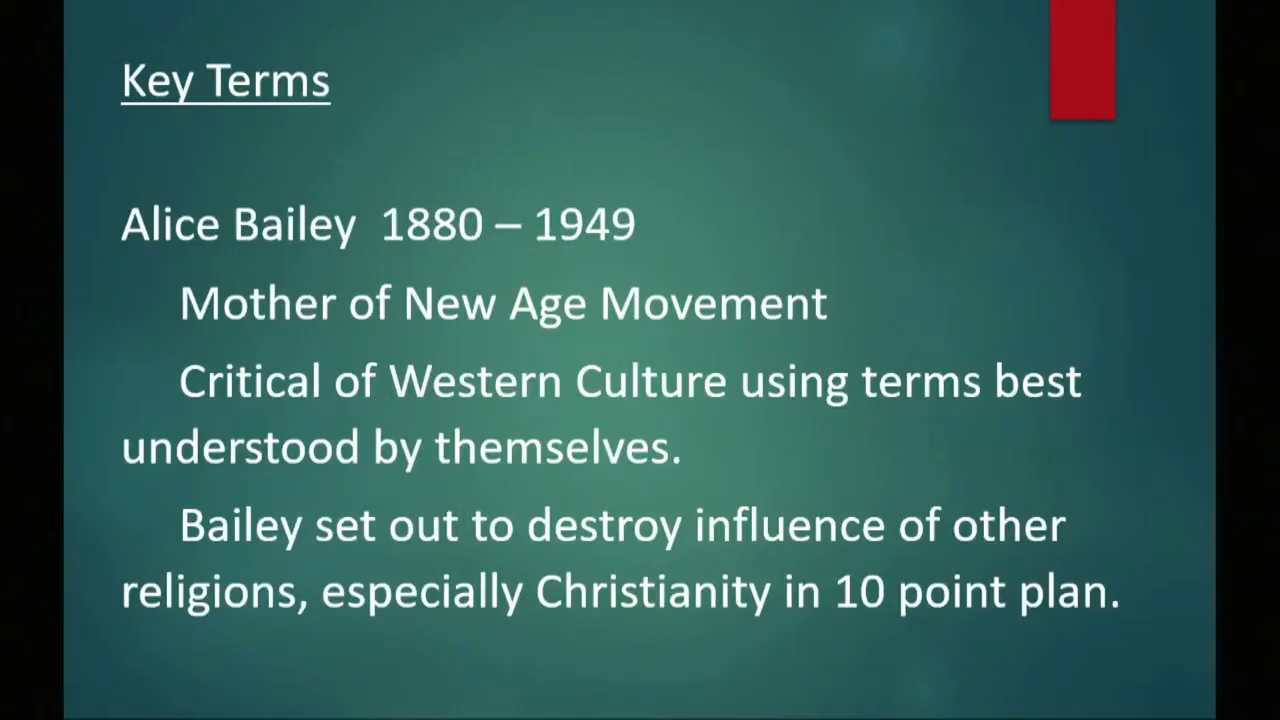 Key Terms
Alice Bailey 1880 – 1949
Mother of New Age Movement
Critical of Western Culture using terms best
understood by themselves.
Bailey set out to destroy influence of other
religions, especially Christianity in 10 point plan.